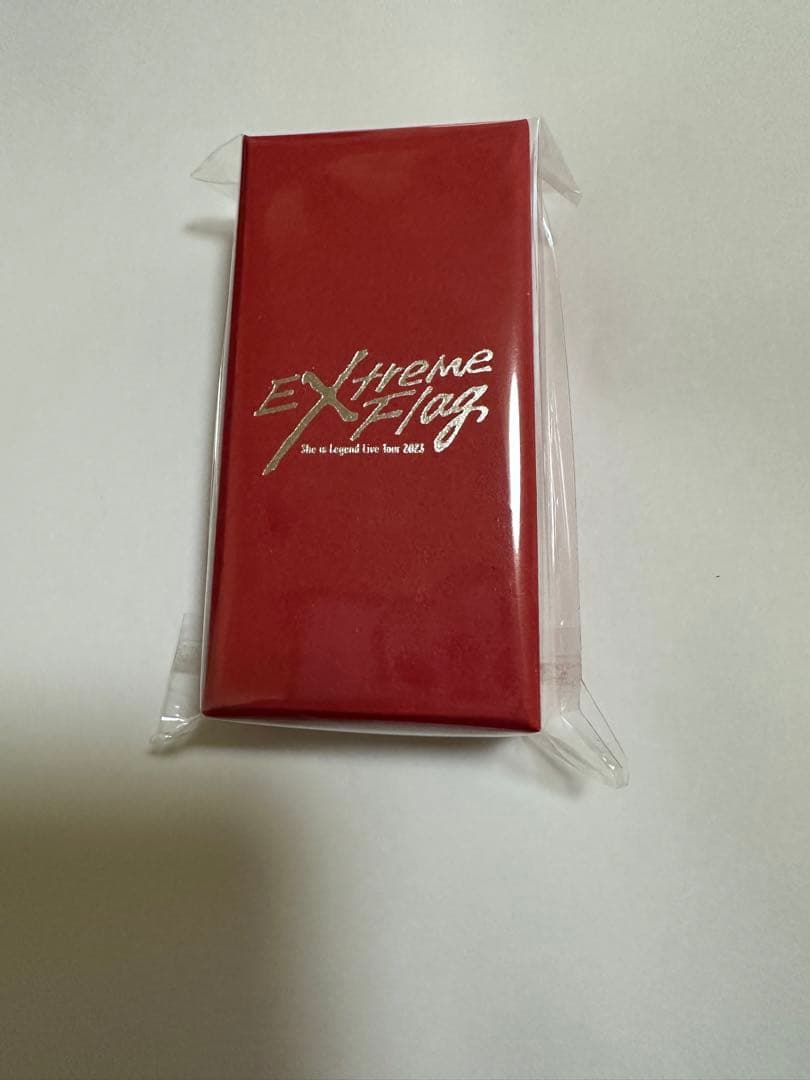 Extreme
Flag
She is Legend Live Tour 2023